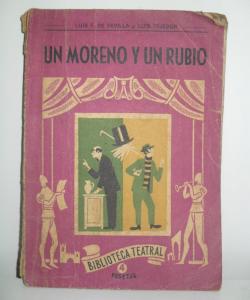 LUIS F. DE SEVILLA y LUIS TEJEDOR
UN MORENO Y UN RUBIO
BIBLIOTECA TEATRAL
4
PESETAS